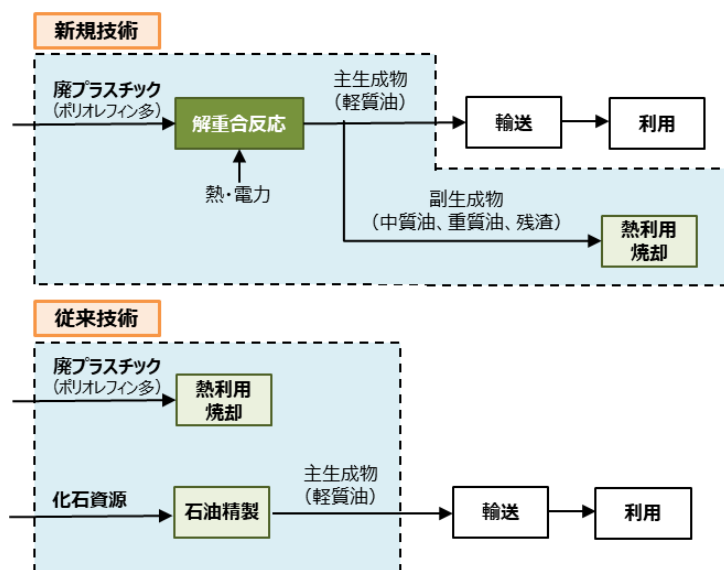 新規技術
廃プラスチック
(ポリオレフィン多)
解重合反応
熱・電力
主生成物
(軽質油)
輸送
利用
副生成物
(中質油、重質油、残渣)
熱利用
焼却
従来技術
廃プラスチック
(ポリオレフィン多)
熱利用
焼却
化石資源
石油精製
主生成物
(軽質油)
輸送
利用